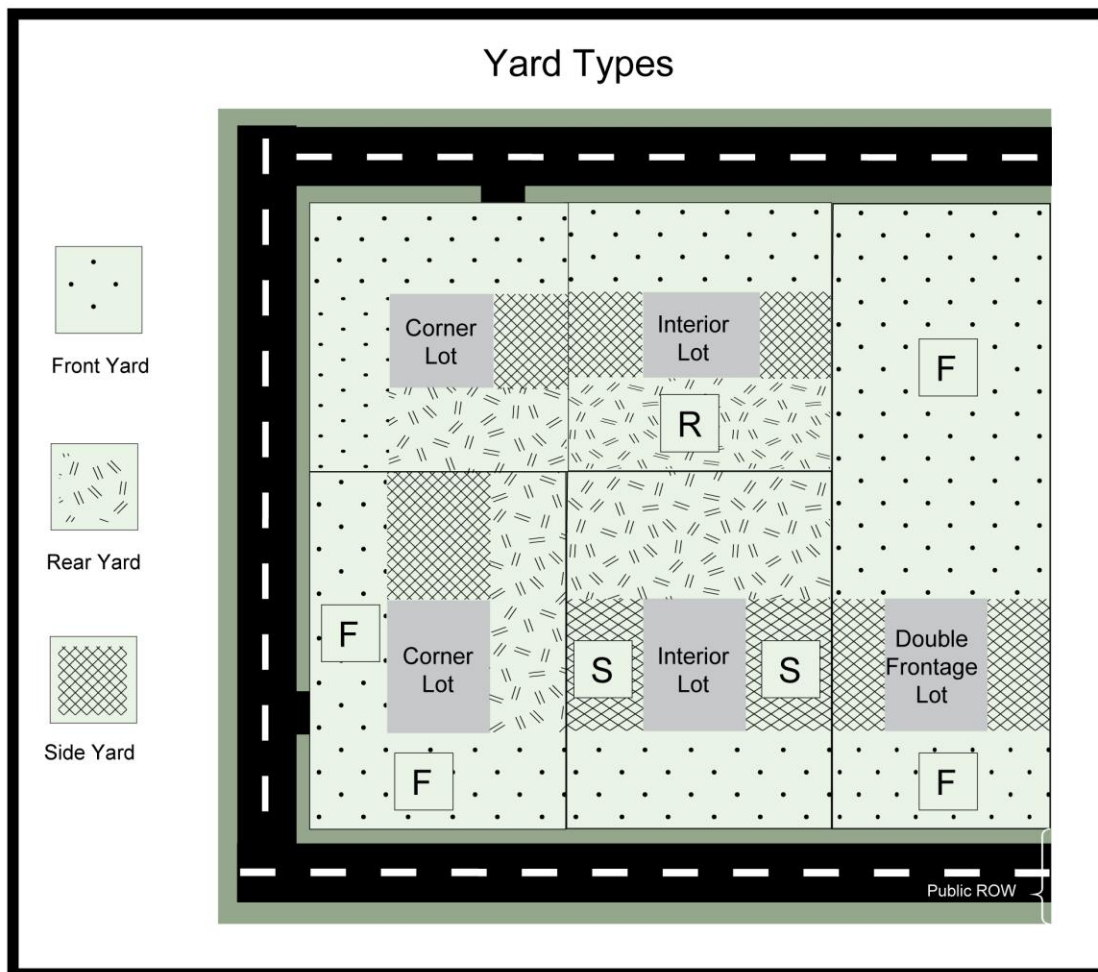 Yard Types
Front Yard
Rear Yard
Side Yard
Corner
Lot
Interior
Lot
F
R
F
Corner
Lot
S
Interior
Lot
S
Double
Frontage
Lot
F
F
Public ROW